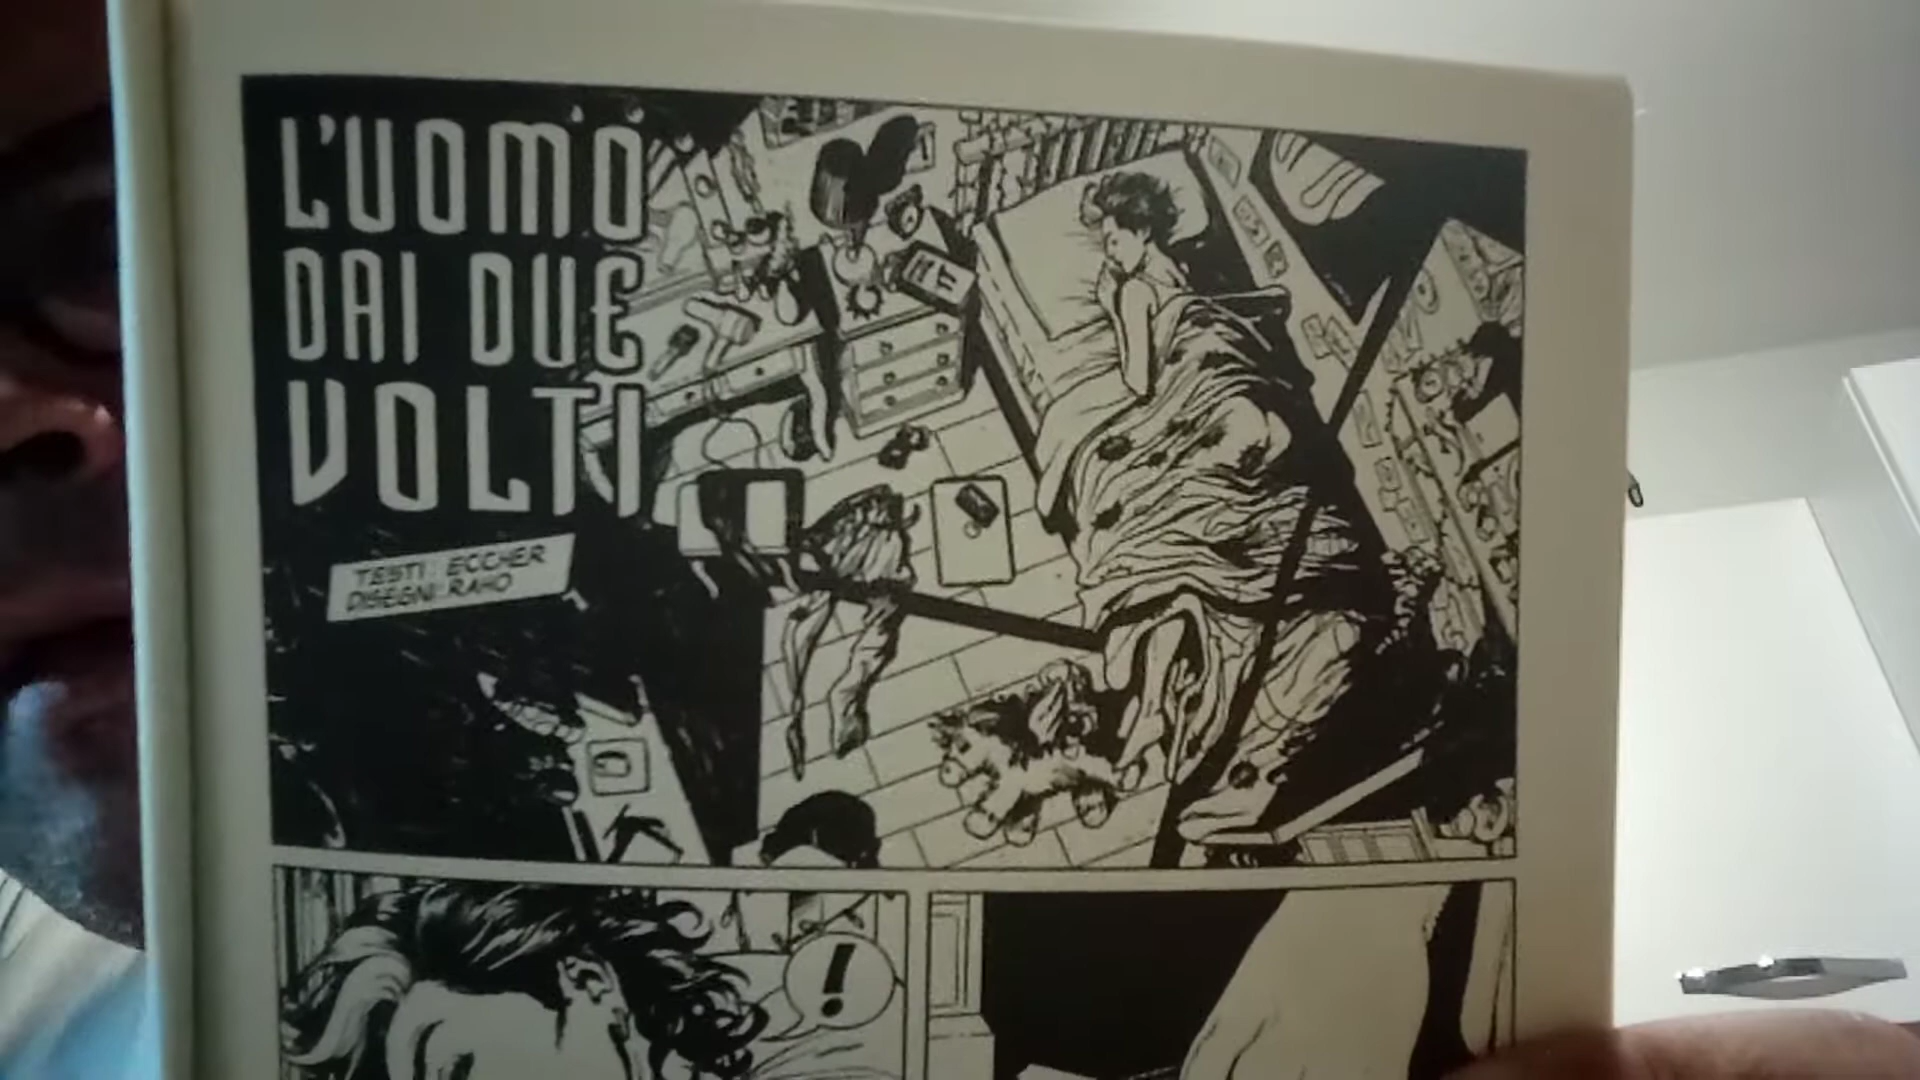 L'UOMO
DAI DUE
VOLTI
TESTI: ECCHER
DISEGNI: RAHO
!